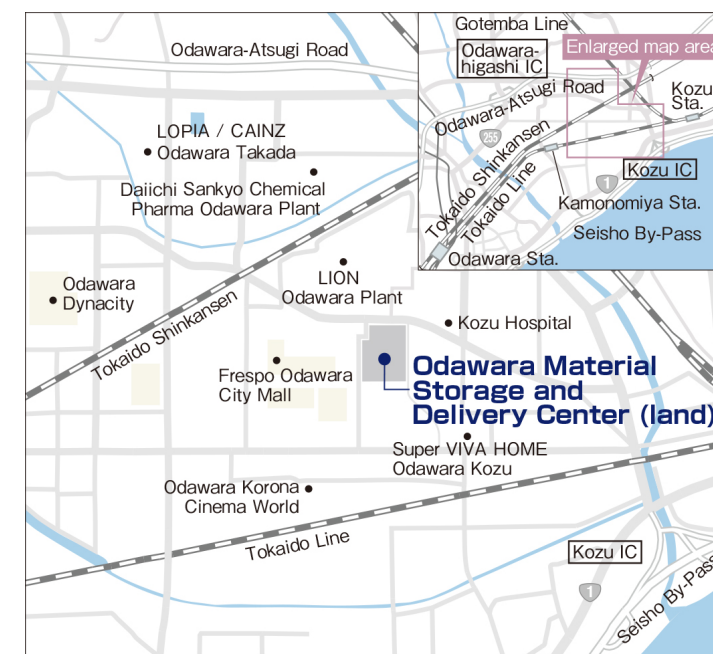 Odawara-Atsugi Road
LOPIA / CAINZ
Odawara Takada
Daiichi Sankyo Chemical
Pharma Odawara Plant
LION
Odawara Plant
Odawara
Dynacity
Tokaido Shinkansen
Kozu Hospital
Frespo Odawara
City Mall
Odawara Material
Storage and
Delivery Center (land)
Super VIVA HOME
Odawara Kozu
Odawara Korona
Cinema World
Tokaido Line
Kozu IC
1
Seisho By-Pass
Gotemba Line
Odawara-
higashi IC
Enlarged map area
Odawara-Atsugi Road
Kozu
Sta.
255
Tokaido Shinkansen
Tokaido Line
Kozu IC
1
Kamonomiya Sta.
Seisho By-Pass
Odawara Sta.